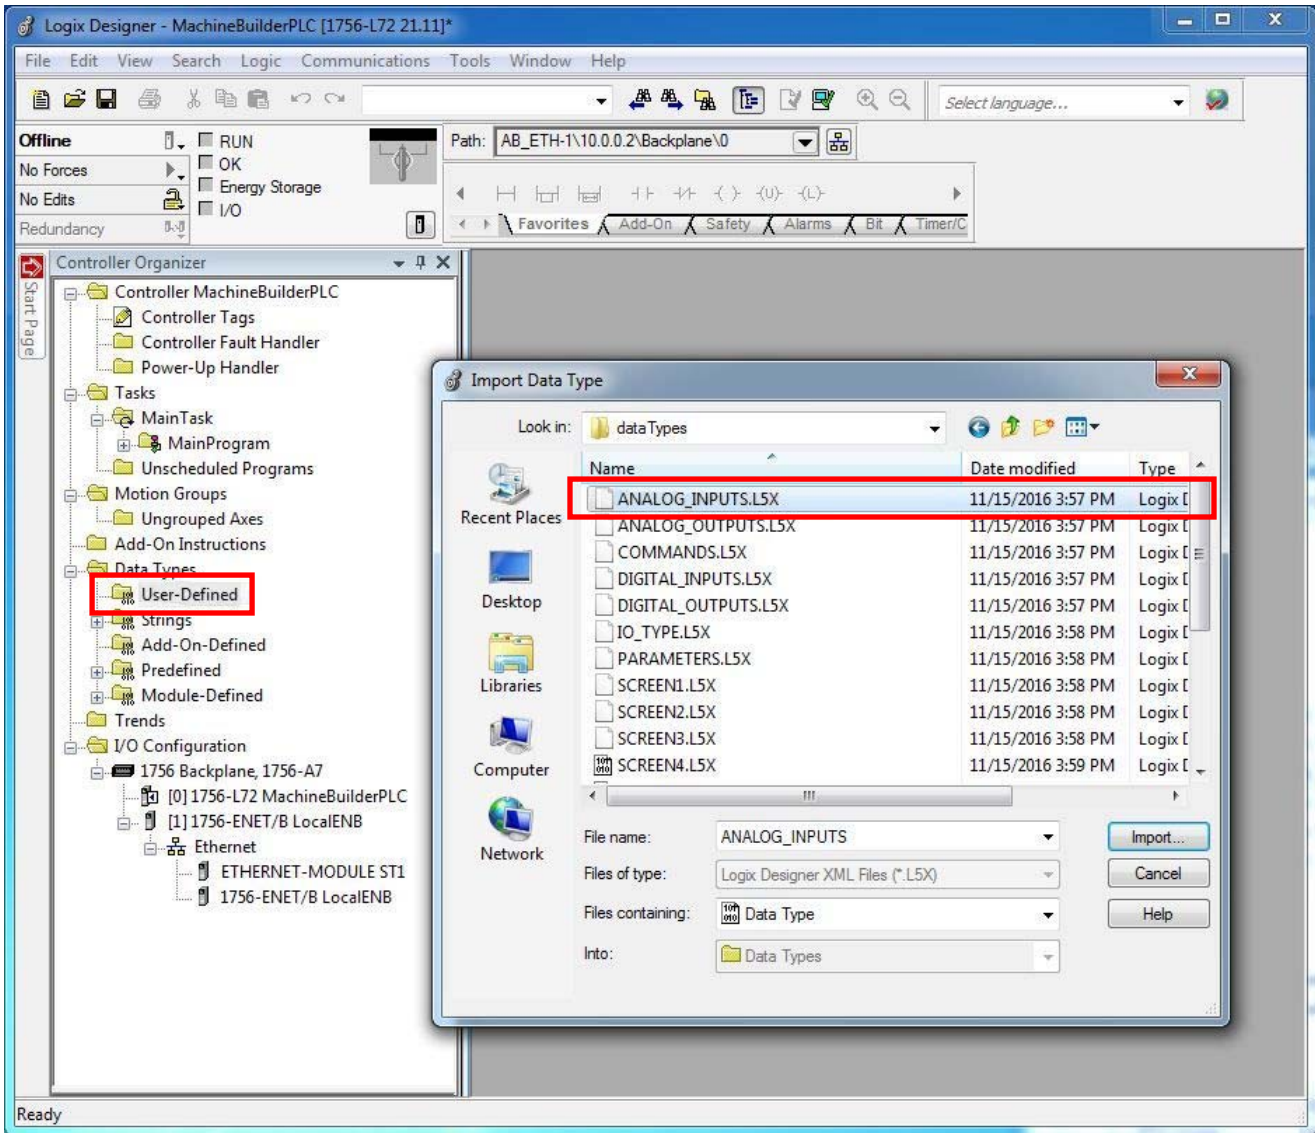 Logix Designer - MachineBuilderPLC [1756-L72 21.11]*
File Edit View Search Logic Communications Tools Window Help
Select language...
Offline
RUN
No Forces
OK
Energy Storage
No Edits
I/O
Redundancy
Path: AB_ETH-1\10.0.0.2\Backplane\0
Favorites Add-On Safety Alarms Bit Timer/C
Start Page
Controller Organizer
Controller MachineBuilderPLC
Controller Tags
Controller Fault Handler
Power-Up Handler
Tasks
MainTask
MainProgram
Unscheduled Programs
Motion Groups
Ungrouped Axes
Add-On Instructions
Data Types
User-Defined
Strings
Add-On-Defined
Predefined
Module-Defined
Trends
I/O Configuration
1756 Backplane, 1756-A7
[0] 1756-L72 MachineBuilderPLC
[1] 1756-ENET/B LocalENB
Ethernet
ETHERNET-MODULE ST1
1756-ENET/B LocalENB
Import Data Type
Look in: dataTypes
Recent Places
Desktop
Libraries
Computer
Network
Name Date modified Type
ANALOG_INPUTS.L5X 11/15/2016 3:57 PM Logix D
ANALOG_OUTPUTS.L5X 11/15/2016 3:57 PM Logix D
COMMANDS.L5X 11/15/2016 3:57 PM Logix D
DIGITAL_INPUTS.L5X 11/15/2016 3:57 PM Logix D
DIGITAL_OUTPUTS.L5X 11/15/2016 3:57 PM Logix D
IO_TYPE.L5X 11/15/2016 3:58 PM Logix D
PARAMETERS.L5X 11/15/2016 3:58 PM Logix D
SCREEN1.L5X 11/15/2016 3:58 PM Logix D
SCREEN2.L5X 11/15/2016 3:58 PM Logix D
SCREEN3.L5X 11/15/2016 3:58 PM Logix D
SCREEN4.L5X 11/15/2016 3:59 PM Logix D
File name: ANALOG_INPUTS Import...
Files of type: Logix Designer XML Files (*.L5X) Cancel
Files containing: Data Type Help
Into: Data Types
Ready